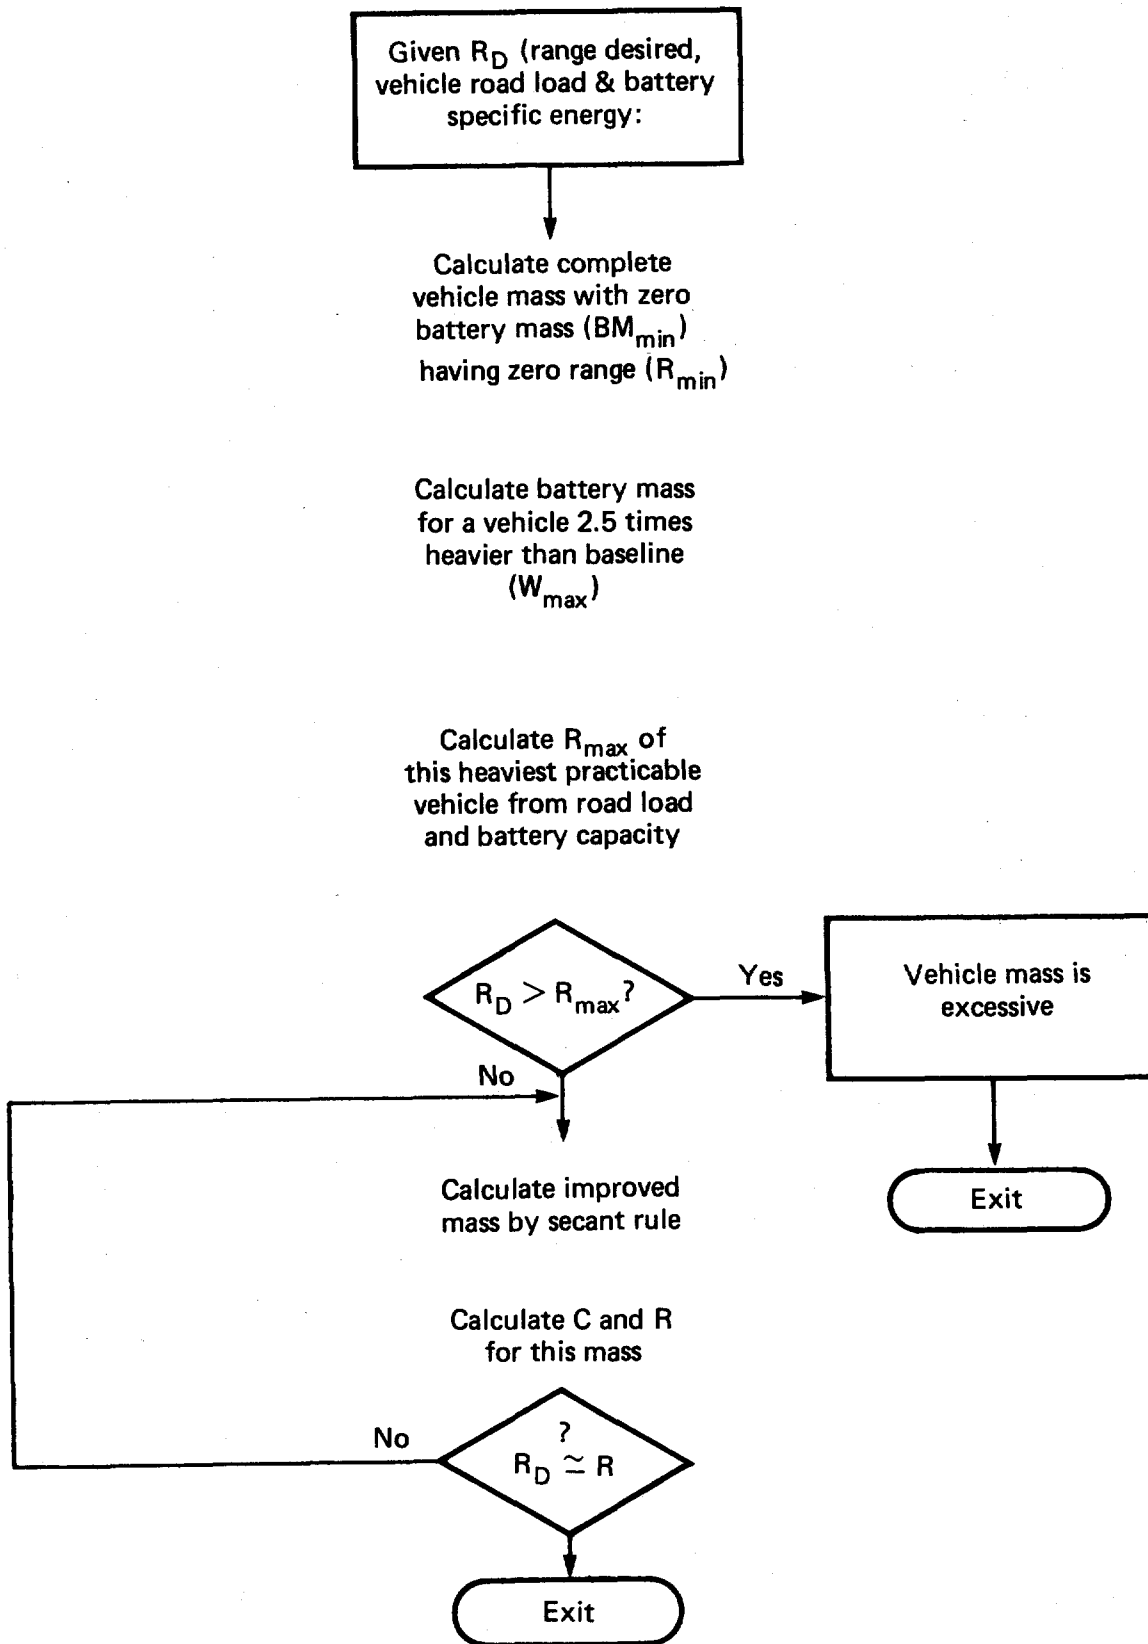 Given R_D (range desired,
vehicle road load & battery
specific energy:
Calculate complete
vehicle mass with zero
battery mass (BM_min)
having zero range (R_min)
Calculate battery mass
for a vehicle 2.5 times
heavier than baseline
(W_max)
Calculate R_max of
this heaviest practicable
vehicle from road load
and battery capacity
R_D > R_max?
Yes
Vehicle mass is
excessive
No
Exit
Calculate improved
mass by secant rule
Calculate C and R
for this mass
No
?
R_D ≃ R
Exit